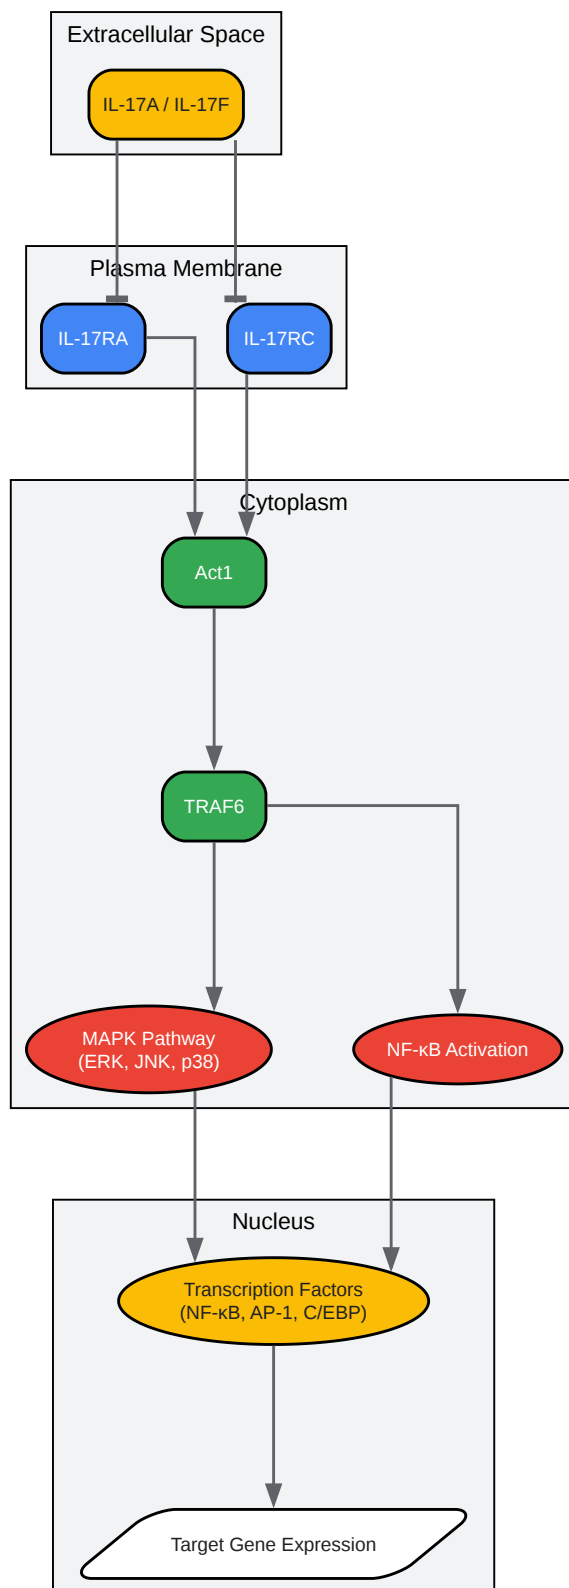 Extracellular Space
IL-17A / IL-17F
Plasma Membrane
IL-17RA
IL-17RC
Cytoplasm
Act1
TRAF6
MAPK Pathway
(ERK, JNK, p38)
NF-κB Activation
Nucleus
Transcription Factors
(NF-κB, AP-1, C/EBP)
Target Gene Expression